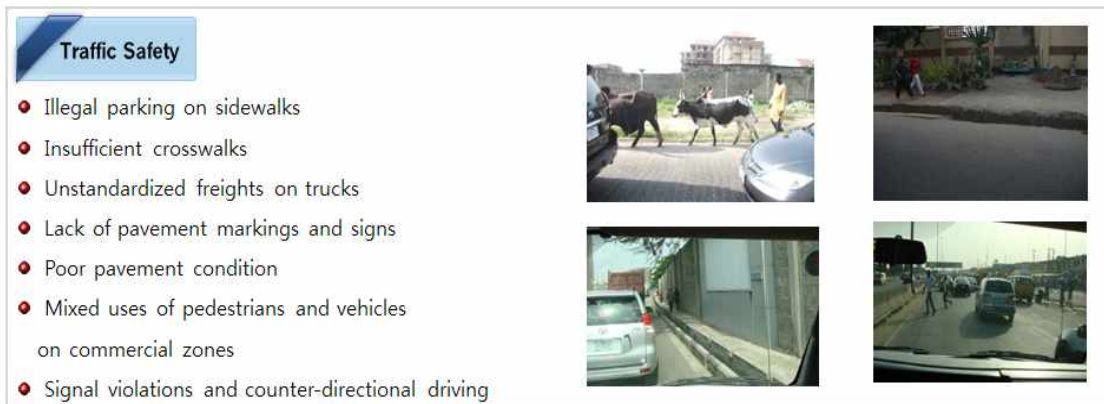 Traffic Safety
Illegal parking on sidewalks
Insufficient crosswalks
Unstandardized freights on trucks
Lack of pavement markings and signs
Poor pavement condition
Mixed uses of pedestrians and vehicles
on commercial zones
Signal violations and counter-directional driving